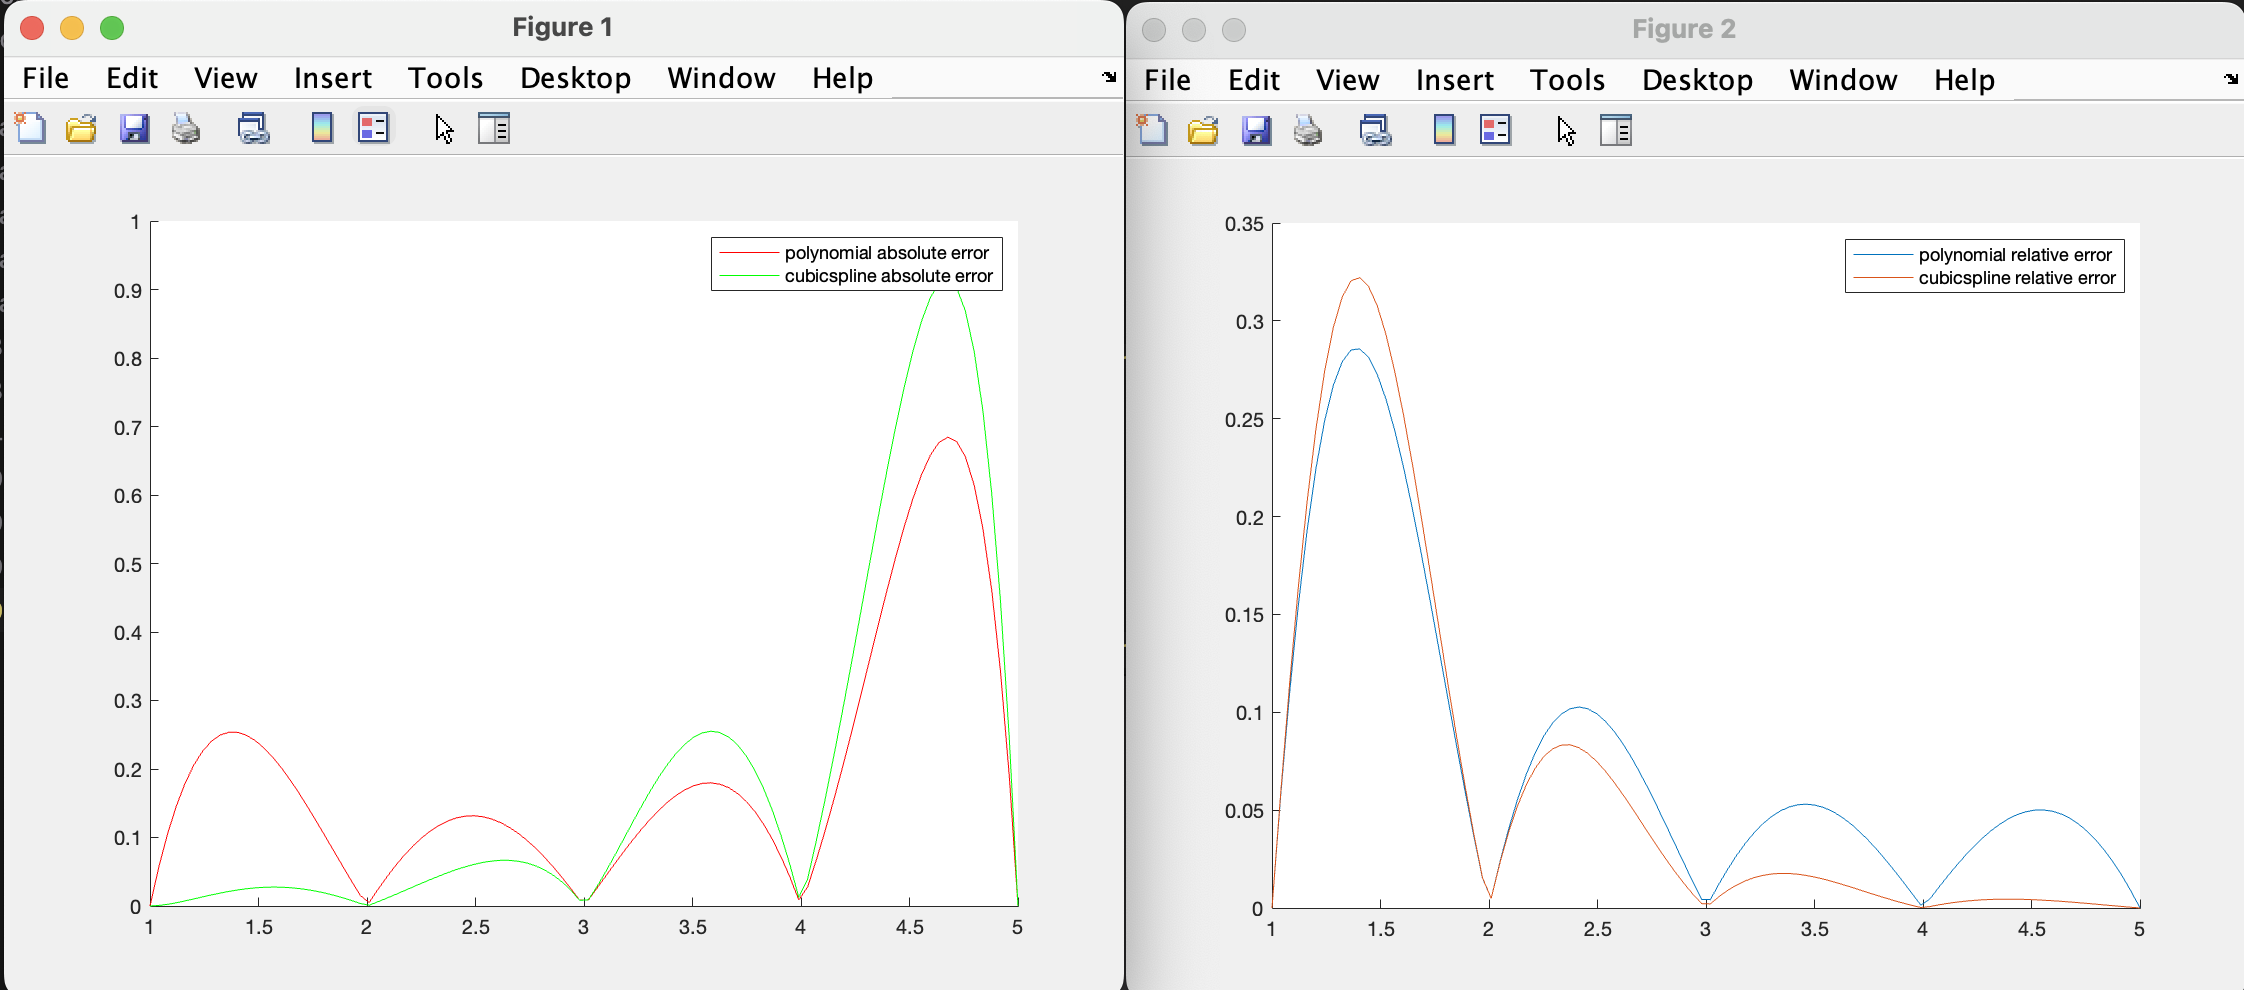 Figure 1
File Edit View Insert Tools Desktop Window Help
1
0.9
0.8
0.7
0.6
0.5
0.4
0.3
0.2
0.1
0
polynomial absolute error
cubicspline absolute error
1 1.5 2 2.5 3 3.5 4 4.5 5
Figure 2
File Edit View Insert Tools Desktop Window Help
0.35
0.3
0.25
0.2
0.15
0.1
0.05
0
polynomial relative error
cubicspline relative error
1 1.5 2 2.5 3 3.5 4 4.5 5